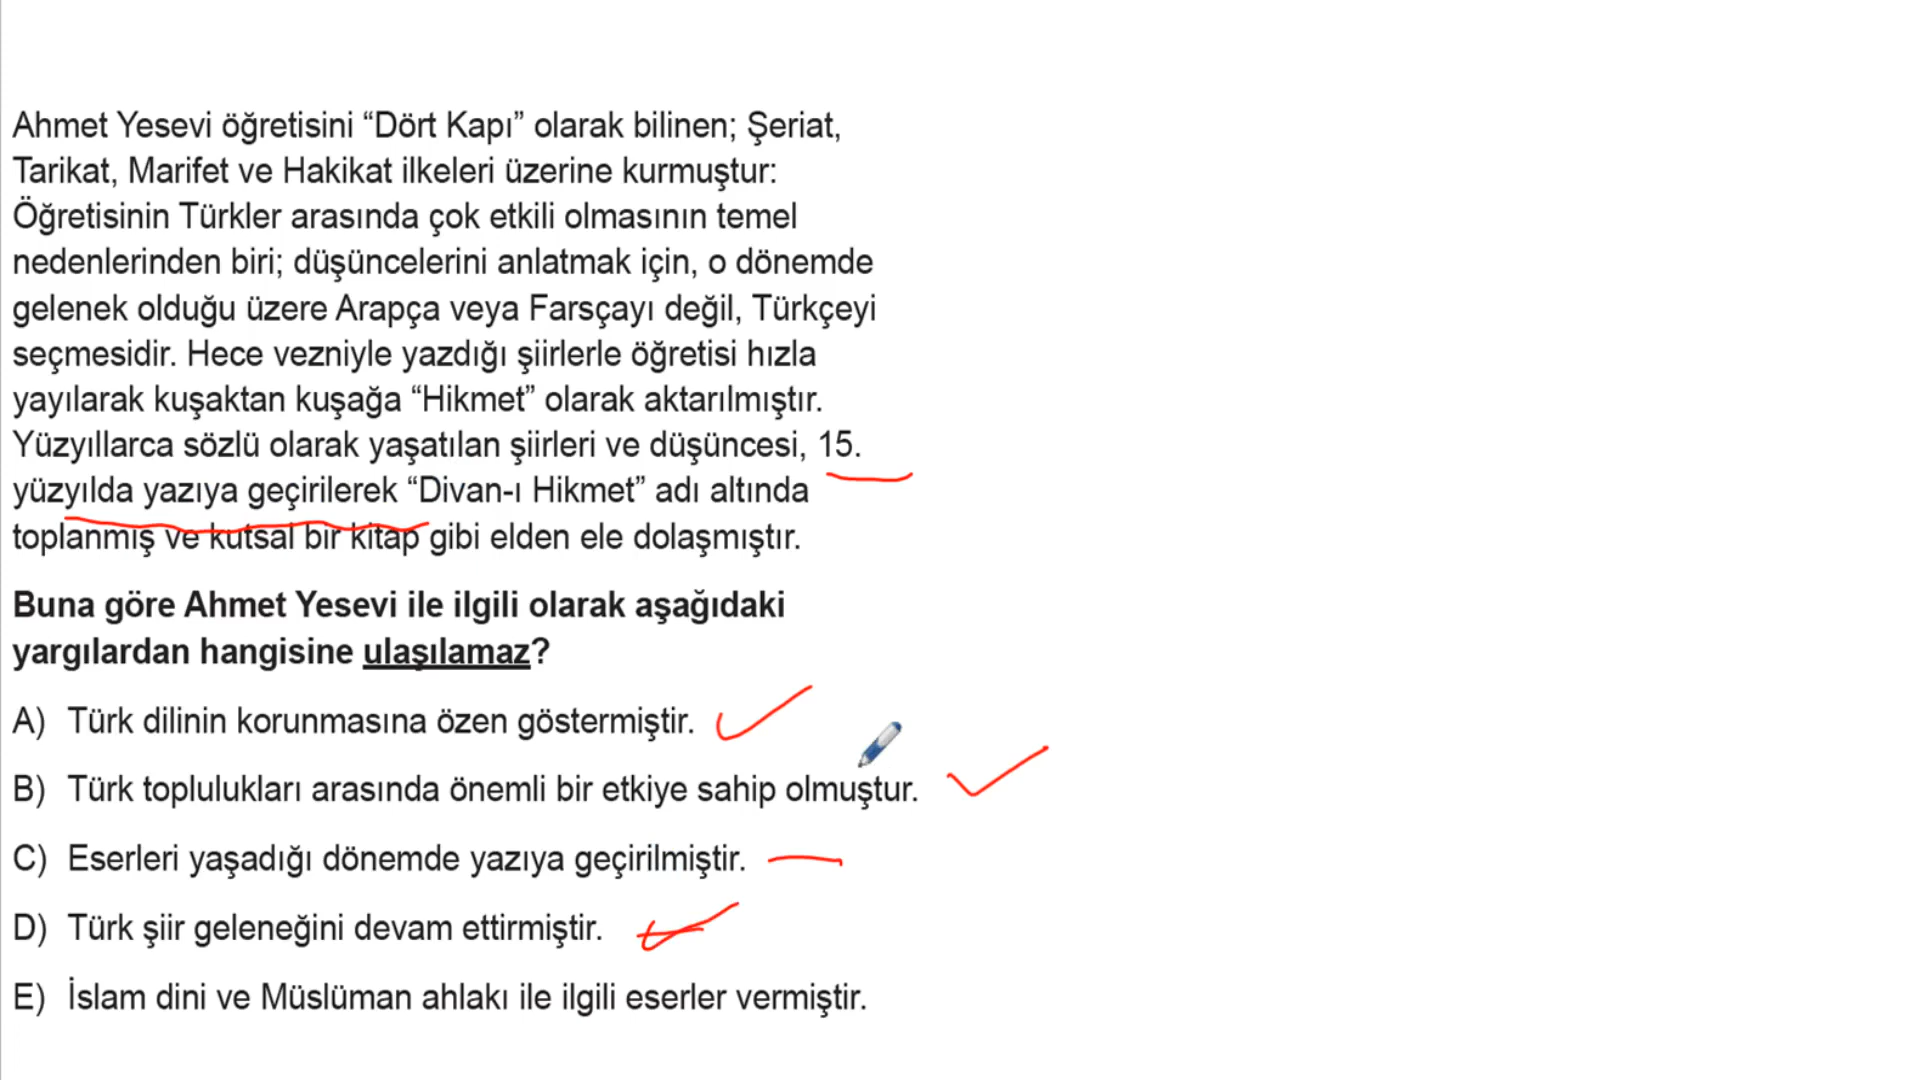 Ahmet Yesevi öğretisini “Dört Kapı” olarak bilinen; Şeriat,
Tarikat, Marifet ve Hakikat ilkeleri üzerine kurmuştur:
Öğretisinin Türkler arasında çok etkili olmasının temel
nedenlerinden biri; düşüncelerini anlatmak için, o dönemde
gelenek olduğu üzere Arapça veya Farsçayı değil, Türkçeyi
seçmesidir. Hece vezniyle yazdığı şiirlerle öğretisi hızla
yayılarak kuşaktan kuşağa “Hikmet” olarak aktarılmıştır.
Yüzyıllarca sözlü olarak yaşatılan şiirleri ve düşüncesi, 15.
yüzyılda yazıya geçirilerek “Divan-ı Hikmet” adı altında
toplanmış ve kutsal bir kitap gibi elden ele dolaşmıştır.
Buna göre Ahmet Yesevi ile ilgili olarak aşağıdaki
yargılardan hangisine ulaşılamaz?
A) Türk dilinin korunmasına özen göstermiştir.
B) Türk toplulukları arasında önemli bir etkiye sahip olmuştur.
C) Eserleri yaşadığı dönemde yazıya geçirilmiştir.
D) Türk şiir geleneğini devam ettirmiştir.
E) İslam dini ve Müslüman ahlakı ile ilgili eserler vermiştir.